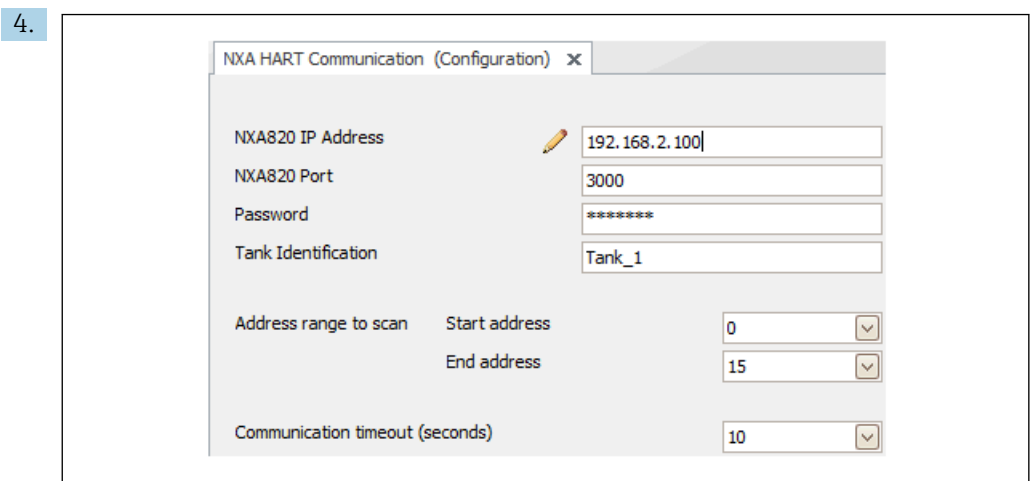 4.
NXA HART Communication (Configuration) x
NXA820 IP Address 192.168.2.100
NXA820 Port 3000
Password *******
Tank Identification Tank_1
Address range to scan Start address 0
End address 15
Communication timeout (seconds) 10